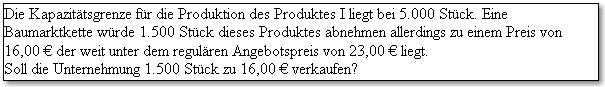 Die Kapazitätsgrenze für die Produktion des Produktes I liegt bei 5.000 Stück. Eine
Baumarktkette würde 1.500 Stück dieses Produktes abnehmen allerdings zu einem Preis von
16,00 € der weit unter dem regulären Angebotspreis von 23,00 € liegt.
Soll die Unternehmung 1.500 Stück zu 16,00 € verkaufen?